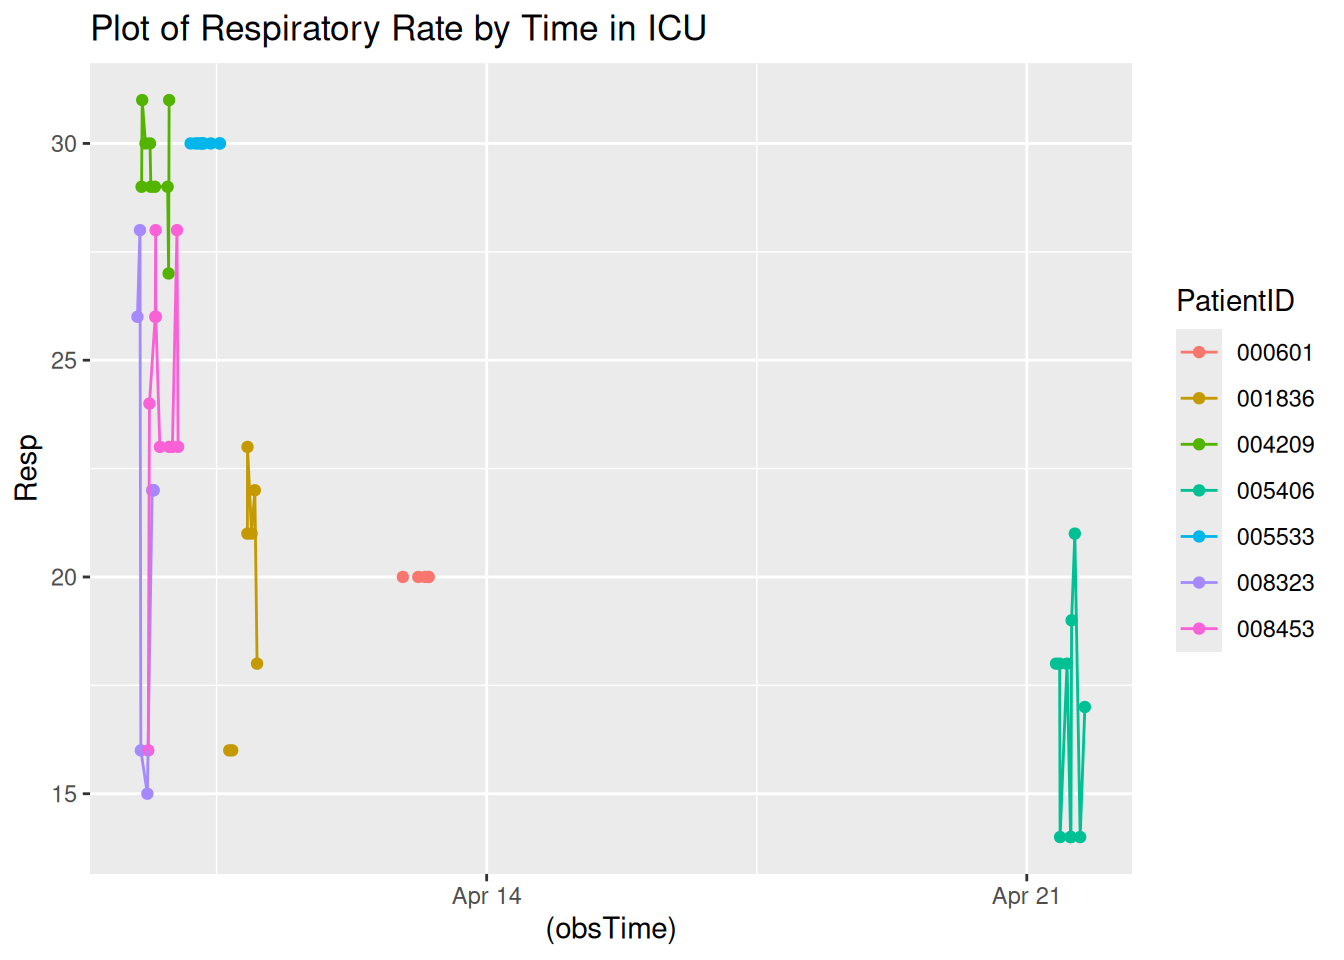 Plot of Respiratory Rate by Time in ICU
Resp
30
25
20
15
Apr 14
Apr 21
(obsTime)
PatientID
000601
001836
004209
005406
005533
008323
008453